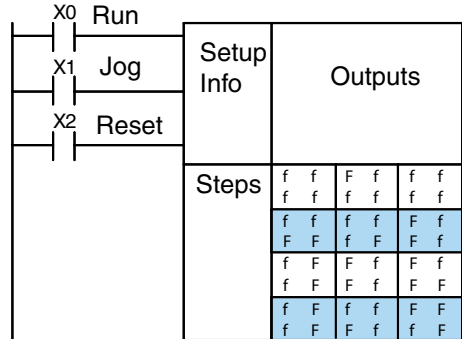 X0 Run
Setup Info
Outputs
X1 Jog
X2 Reset
Steps
f f F f f f
f f f f f f
f f f f F f
F F f F F f
f F F f F f
f F f F F F
f F f f F F
f F F f f F